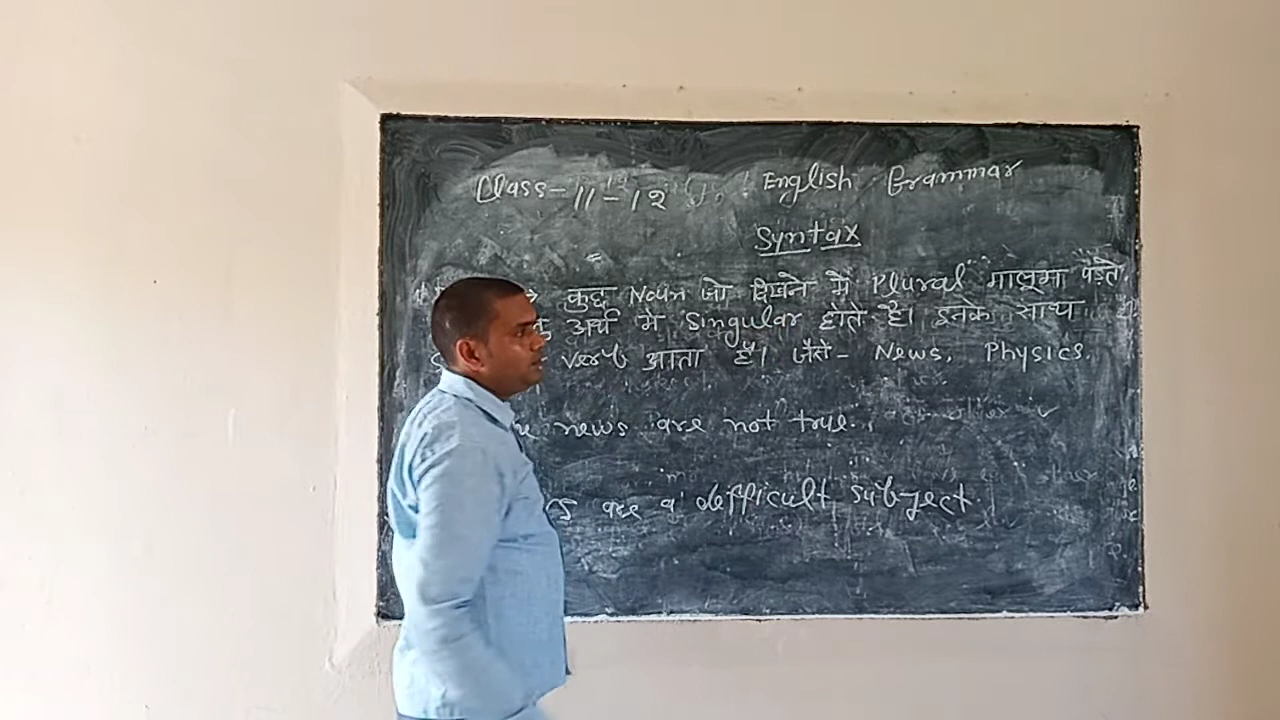 Class-11-12 English Grammar
Syntax
कुछ Noun जो दिखने में Plural मालूमा पड़ते
अर्थ मे Singular होते है। इनके साथ
verb आता है। जैसे- News, Physics.
news are not true.
are a difficult subject.